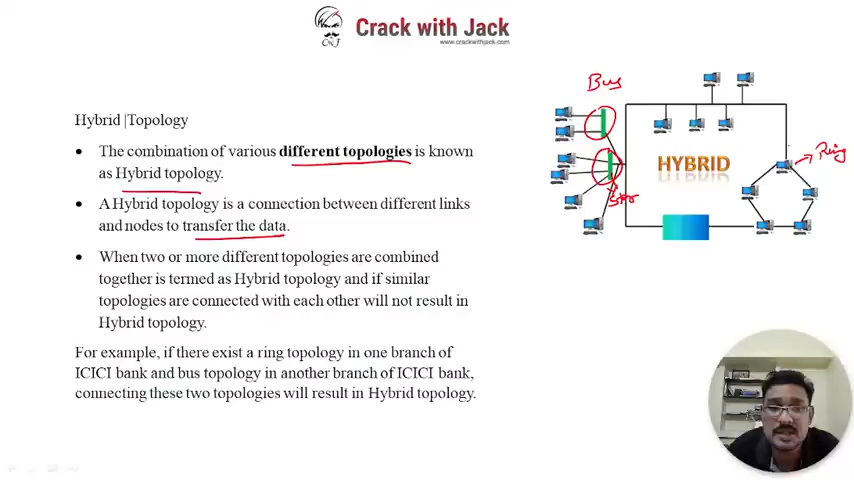 Crack with Jack
www.crackwithjack.com
CWJ
Bus
Hybrid |Topology
• The combination of various different topologies is known
as Hybrid topology.
HYBRID
Ring
Star
• A Hybrid topology is a connection between different links
and nodes to transfer the data.
• When two or more different topologies are combined
together is termed as Hybrid topology and if similar
topologies are connected with each other will not result in
Hybrid topology.
For example, if there exist a ring topology in one branch of
ICICI bank and bus topology in another branch of ICICI bank,
connecting these two topologies will result in Hybrid topology.